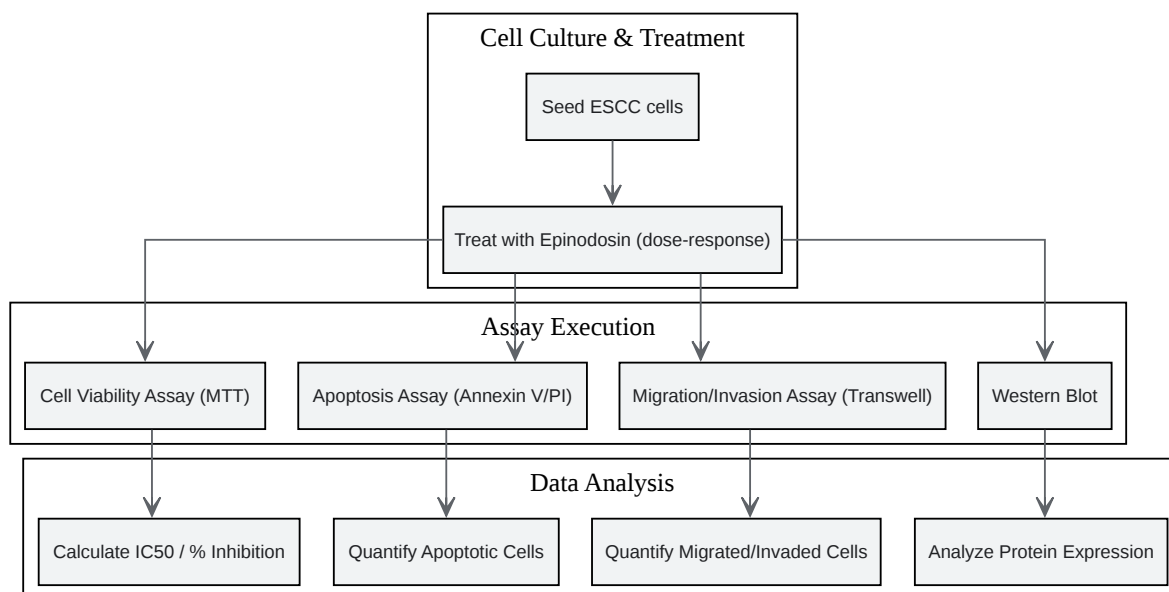 Cell Culture & Treatment
Seed ESCC cells
Treat with Epinodosin (dose-response)
Assay Execution
Cell Viability Assay (MTT)
Apoptosis Assay (Annexin V/PI)
Migration/Invasion Assay (Transwell)
Western Blot
Data Analysis
Calculate IC50 / % Inhibition
Quantify Apoptotic Cells
Quantify Migrated/Invaded Cells
Analyze Protein Expression